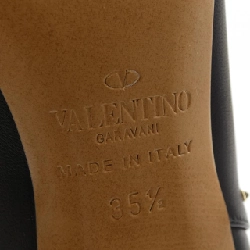 VALENTINO
GARAVANI
MADE IN ITALY
35½